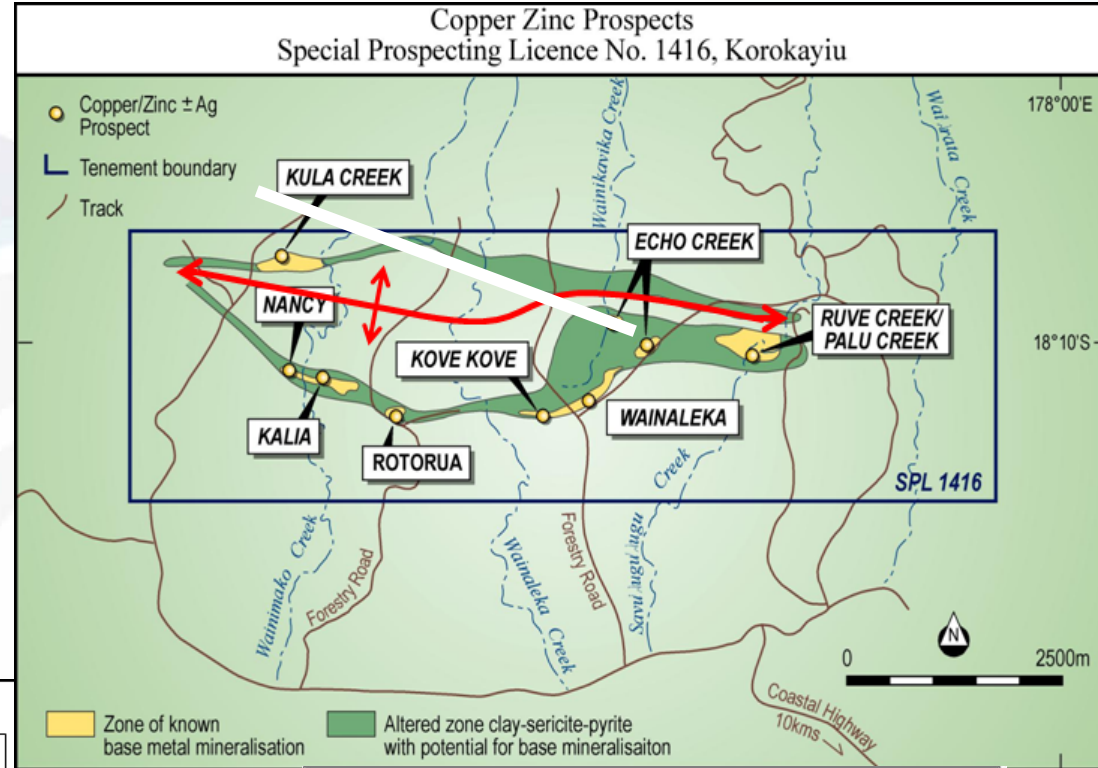 Copper Zinc Prospects
Special Prospecting Licence No. 1416, Korokayiu
Copper/Zinc ± Ag
Prospect
Tenement boundary
Track
178°00'E
Wainikavika Creek
KULA CREEK
ECHO CREEK
NANCY
RUVE CREEK/
PALU CREEK
18°10'S
KOVE KOVE
WAINALEKA
KALIA
ROTORUA
SPL 1416
Creek
Wainimako Creek
Forestry Road
Wainaleka Creek
Forestry Road
Creek
N
0
2500m
Coastal Highway
10kms
Zone of known
base metal mineralisation
Altered zone clay-sericite-pyrite
with potential for base mineralisaiton